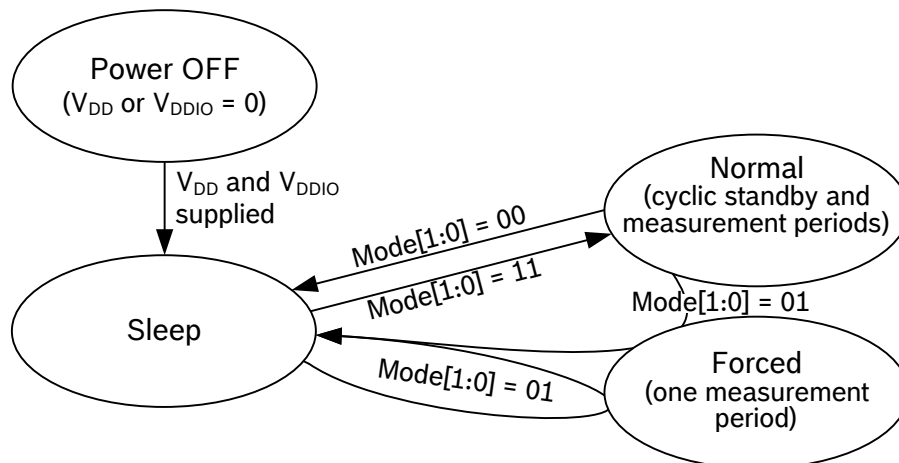 Power OFF
(VDD or VDDIO = 0)
VDD and VDDIO
supplied
Normal
(cyclic standby and
measurement periods)
Mode[1:0] = 00
Mode[1:0] = 11
Mode[1:0] = 01
Sleep
Mode[1:0] = 01
Forced
(one measurement
period)